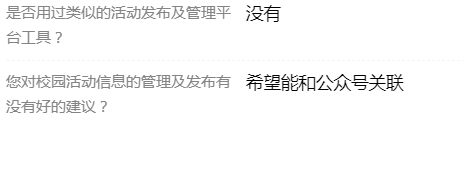 是否用过类似的活动发布及管理平
台工具？
没有
您对校园活动信息的管理及发布有
没有好的建议？
希望能和公众号关联